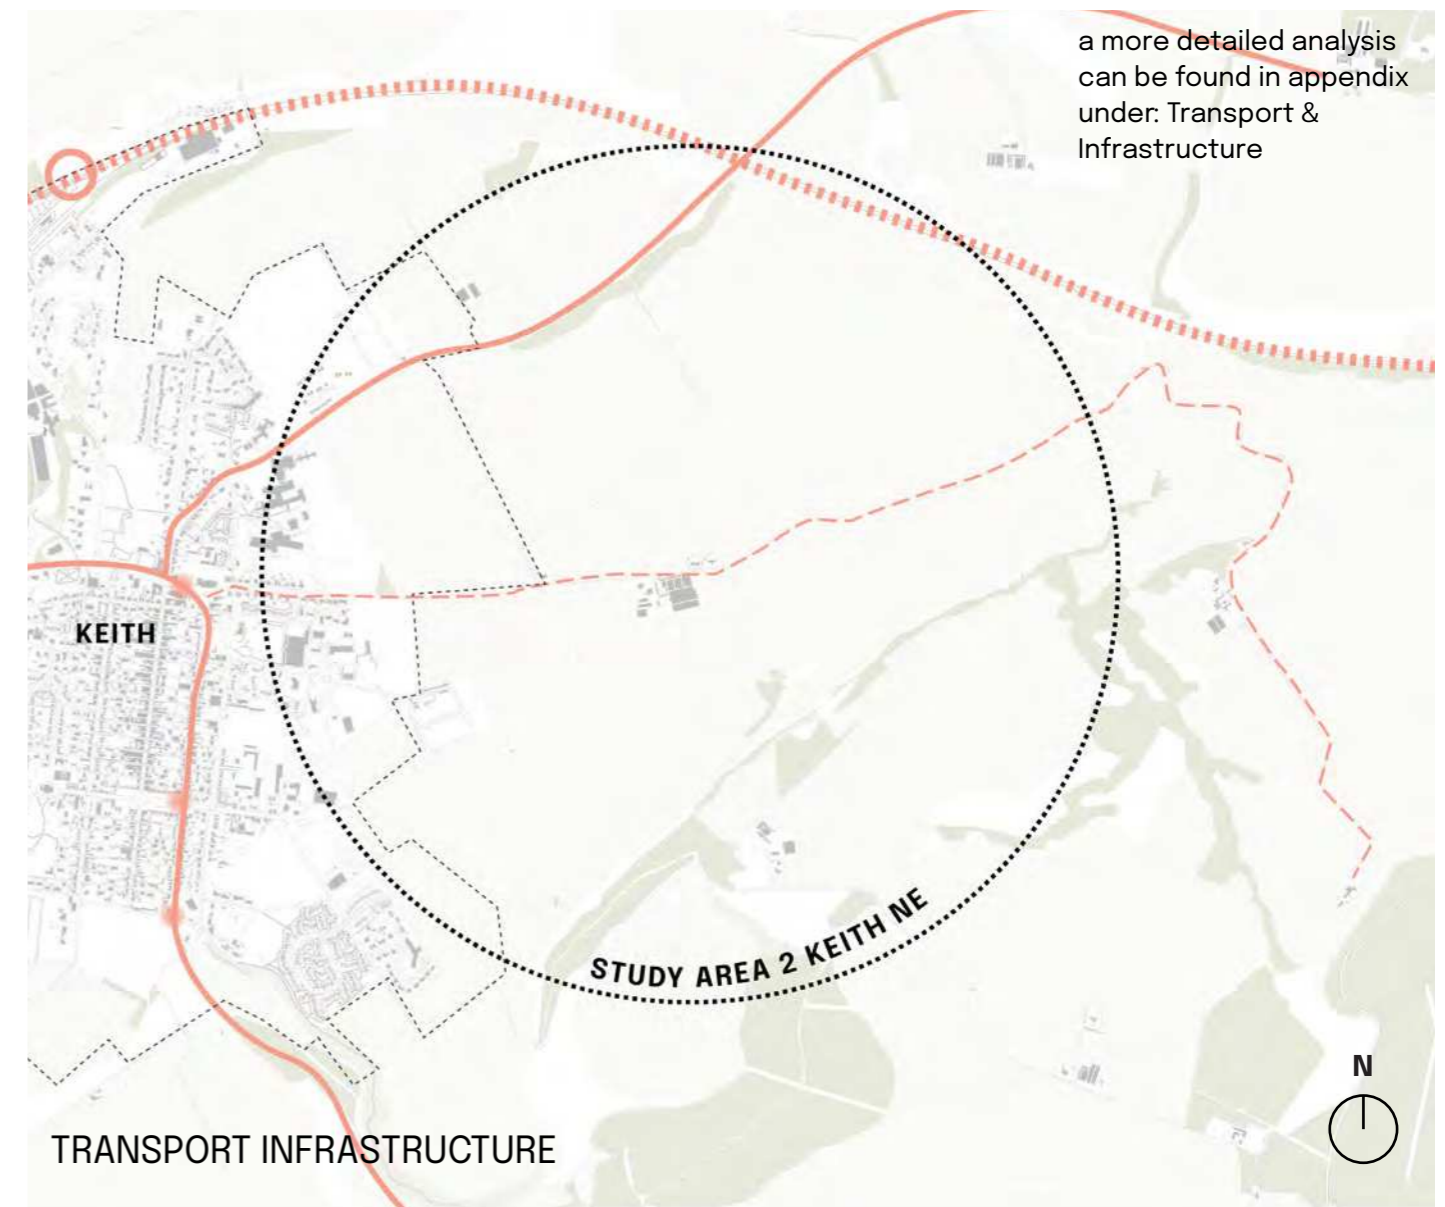 a more detailed analysis
can be found in appendix
under: Transport &
Infrastructure
KEITH
STUDY AREA 2 KEITH NE
N
TRANSPORT INFRASTRUCTURE